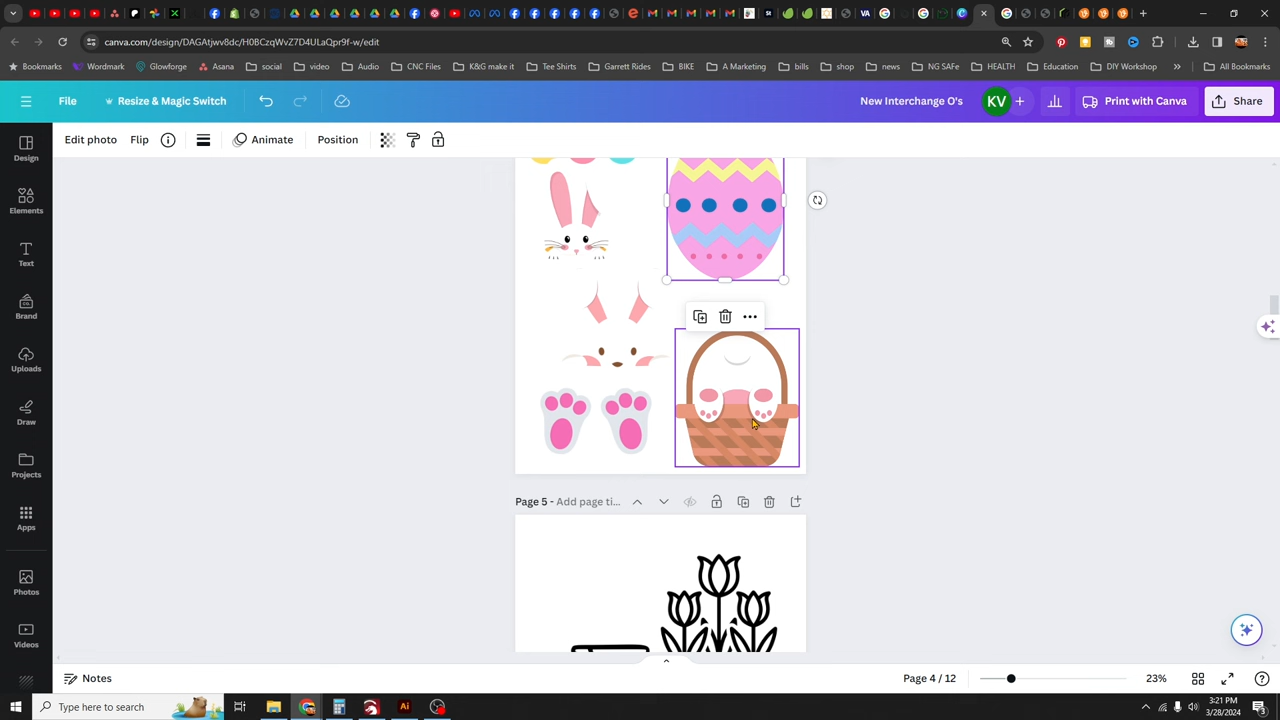 canva.com/design/DAGAtjwv8dc/H0BCzqWvZ7D4ULaQpr9f-w/edit
Bookmarks Wordmark Glowforge Asana social video Audio CNC Files K&G make it Tee Shirts Garrett Rides BIKE A Marketing bills shop news NG SAFe HEALTH Education DIY Workshop » All Bookmarks
File Resize & Magic Switch New Interchange O's KV + Print with Canva Share
Edit photo Flip Animate Position
Design
Elements
Text
Brand
Uploads
Draw
Projects
Apps
Photos
Videos
Page 5 - Add page ti...
Notes Page 4 / 12 23%
Type here to search
3:21 PM
3/28/2024